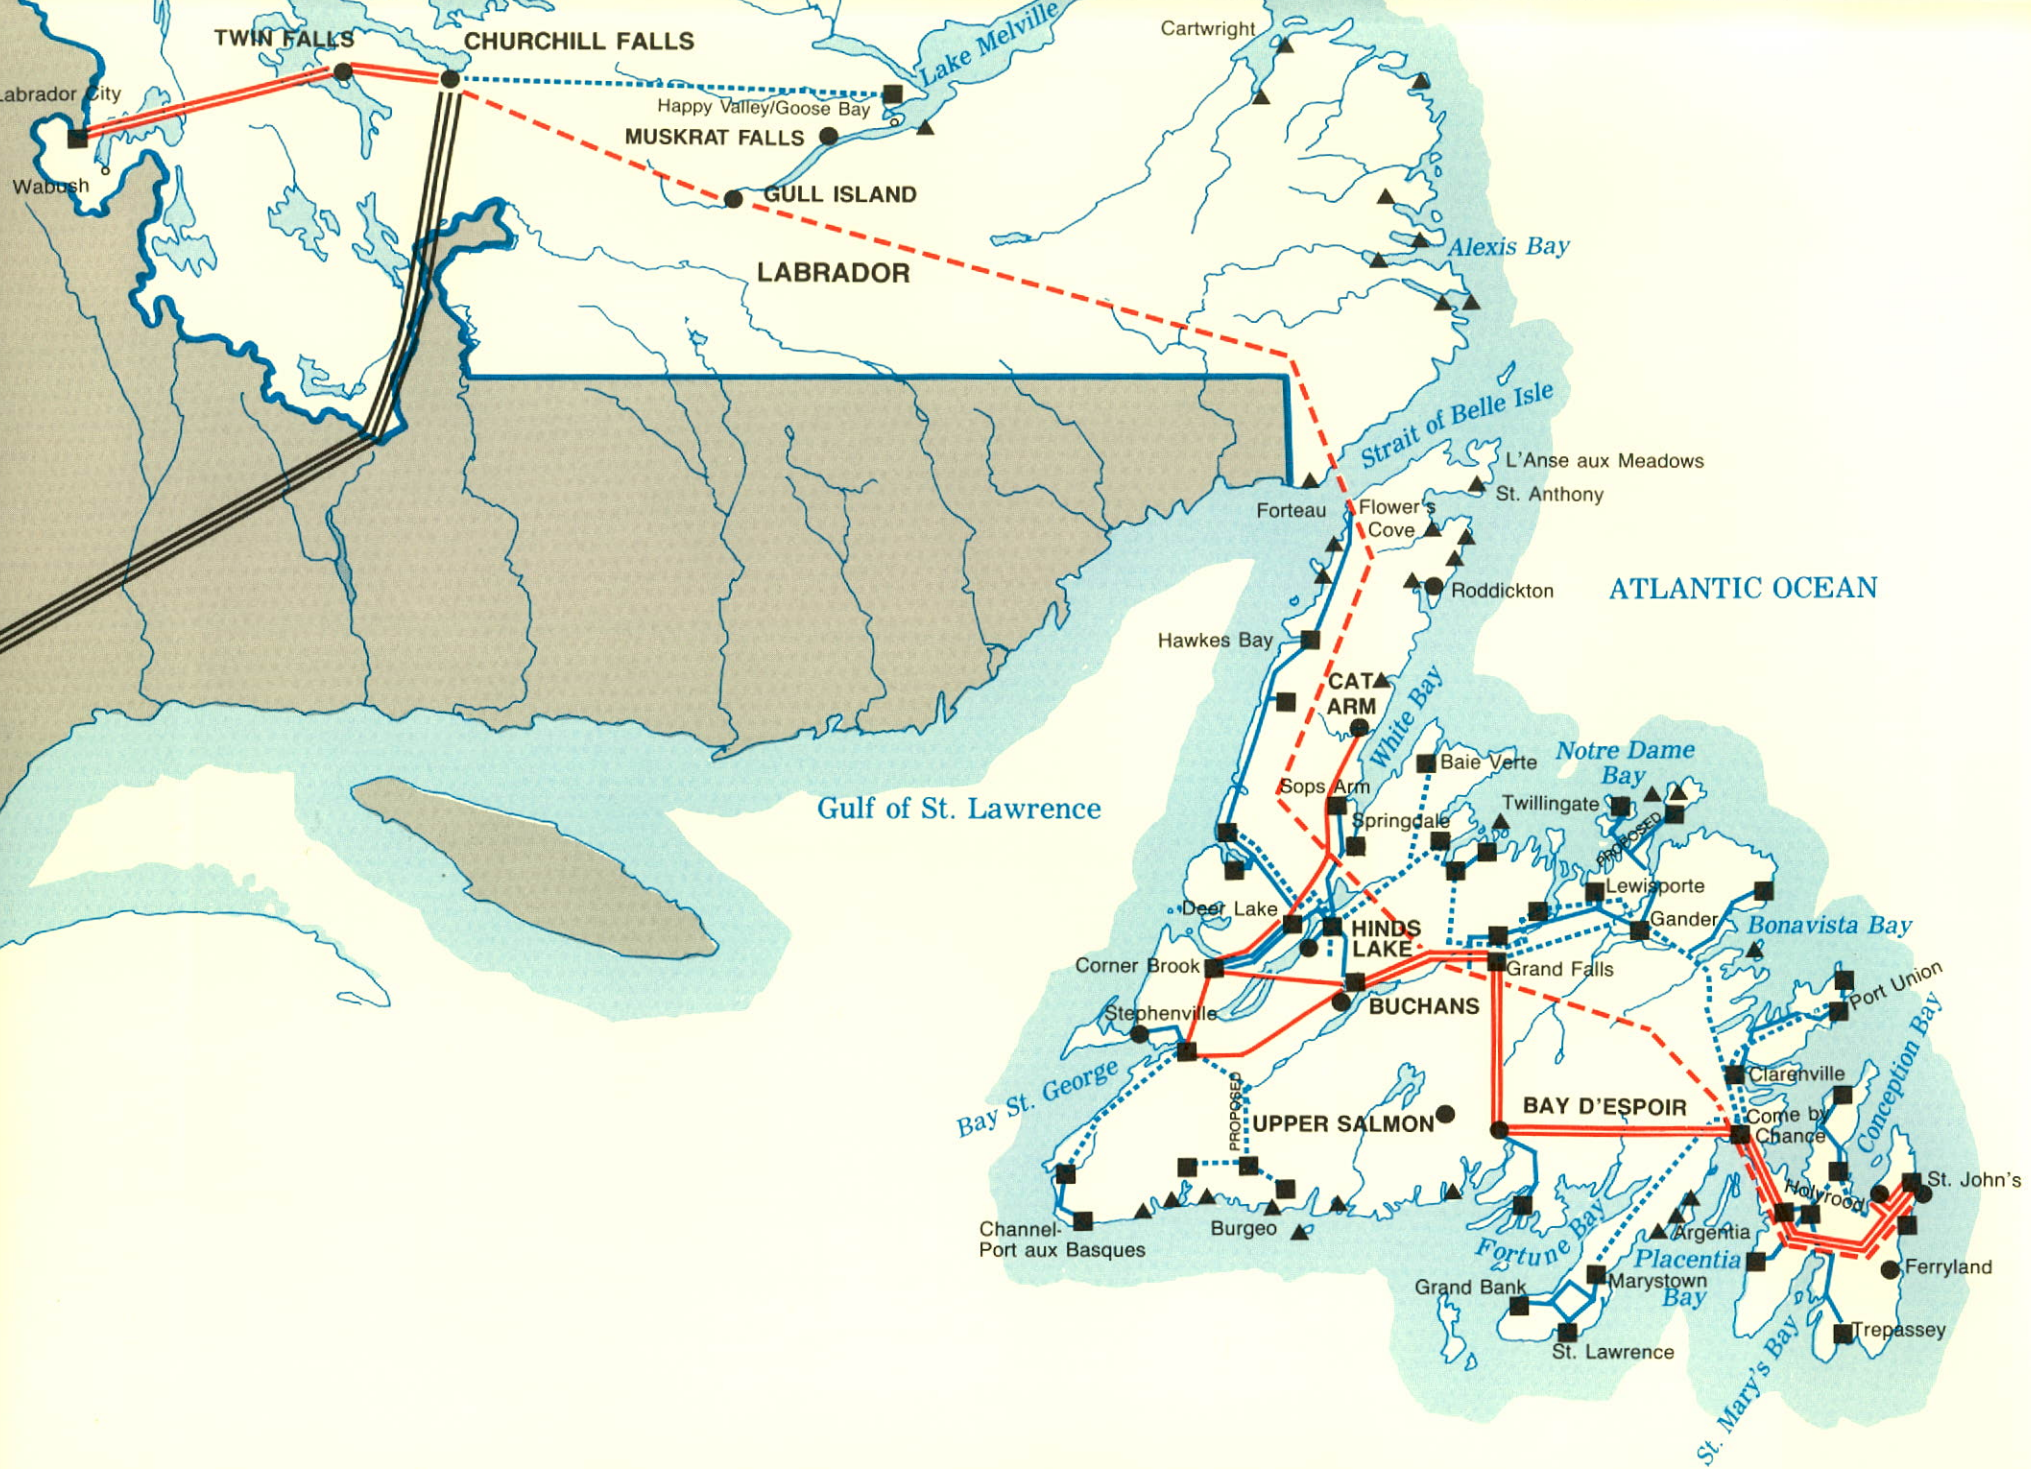 TWIN FALLS
CHURCHILL FALLS
Lake Melville
Cartwright
Labrador City
Happy Valley/Goose Bay
MUSKRAT FALLS
Wabush
GULL ISLAND
Alexis Bay
LABRADOR
Strait of Belle Isle
L'Anse aux Meadows
St. Anthony
Forteau
Flower's
Cove
Roddickton
ATLANTIC OCEAN
Hawkes Bay
CAT
ARM
White Bay
Notre Dame
Bay
Baie Verte
Sops Arm
Twillingate
Gulf of St. Lawrence
Springdale
PROPOSED
Lewisporte
Deer Lake
Gander
Bonavista Bay
HINDS
LAKE
Corner Brook
Grand Falls
Port Union
BUCHANS
Stephenville
Conception Bay
Clarenville
Bay St. George
PROPOSED
UPPER SALMON
BAY D'ESPOIR
Come by
Chance
Holyrood
St. John's
Channel-
Port aux Basques
Burgeo
Fortune Bay
Argentia
Placentia
Bay
Ferryland
Grand Bank
Marystown
St. Lawrence
Trepassey
St. Mary's Bay